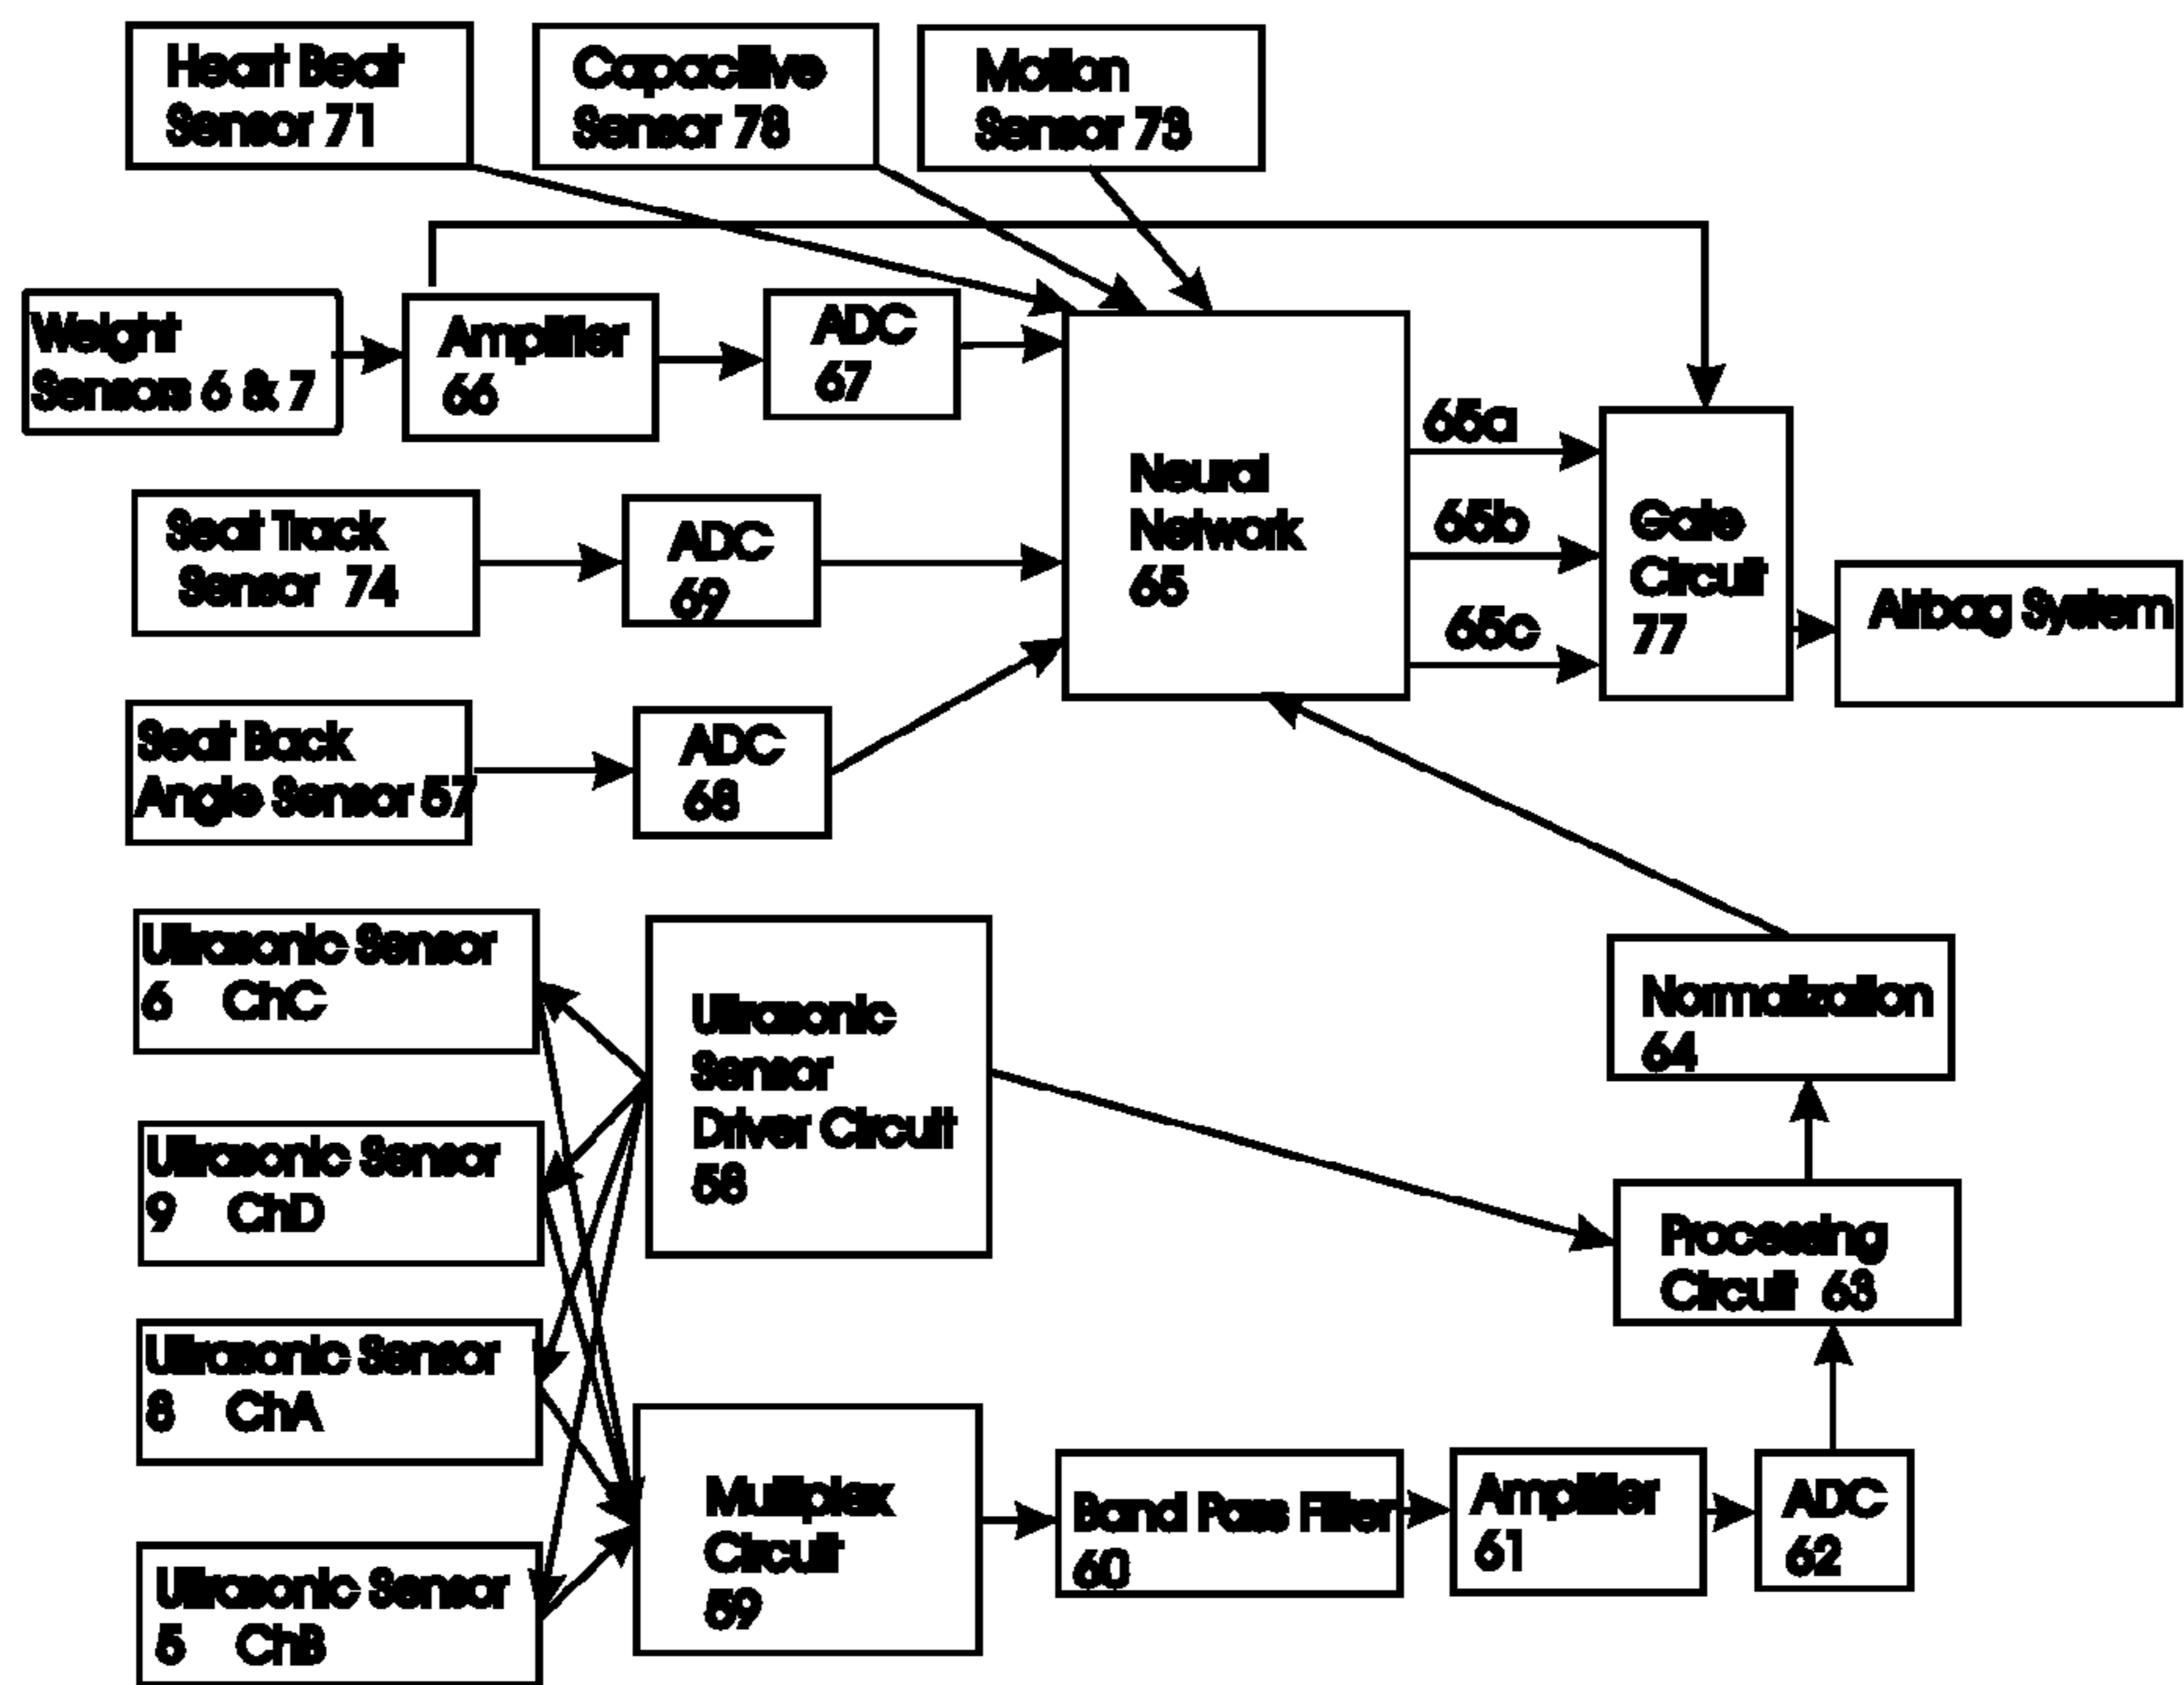 Heart Beat
Sensor 71
Capacitive
Sensor 78
Motion
Sensor 73
Weight
Sensors 6 & 7
Amplifier
66
ADC
67
Seat Track
Sensor 74
ADC
69
Neural
Network
65
65a
65b
65c
Gate
Circuit
77
Airbag System
Seat Back
Angle Sensor 57
ADC
68
Ultrasonic Sensor
6 ChC
Ultrasonic
Sensor
Driver Circuit
58
Normalization
64
Ultrasonic Sensor
9 ChD
Processing
Circuit 63
Ultrasonic Sensor
8 ChA
Multiplex
Circuit
59
Band Pass Filter
60
Amplifier
61
ADC
62
Ultrasonic Sensor
5 ChB